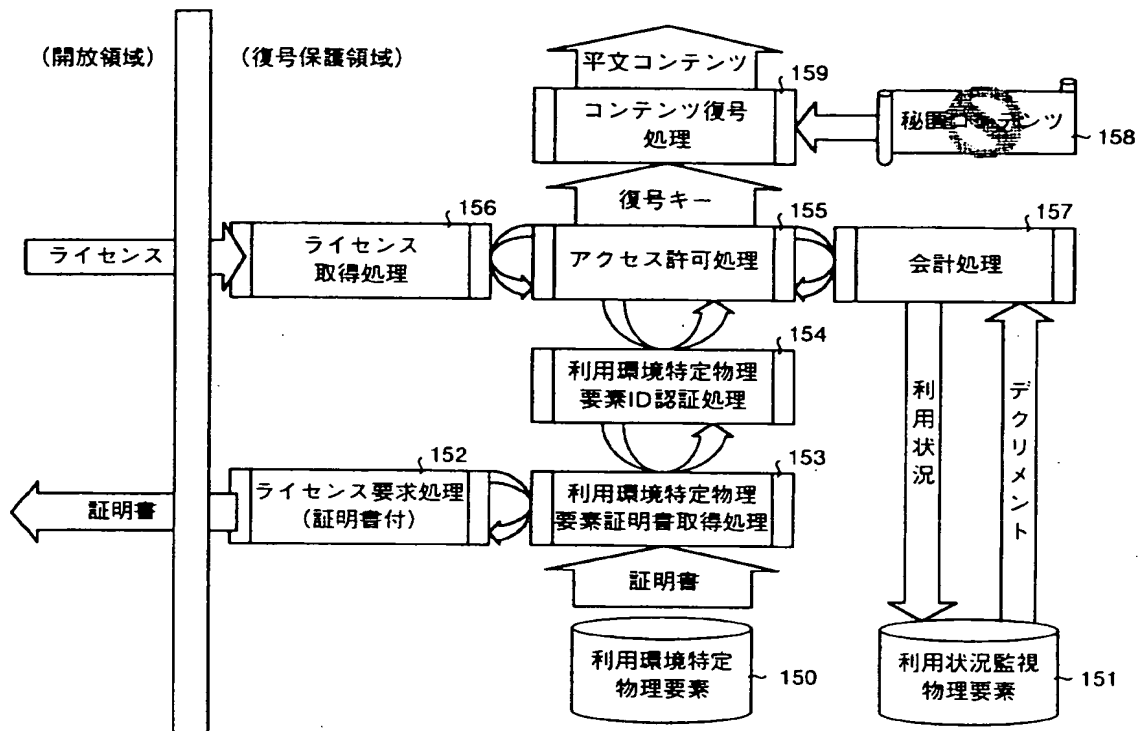 (開放領域)
(復号保護領域)
平文コンテンツ
159
コンテンツ復号
処理
秘匿コンテンツ
158
復号キー
156
155
157
ライセンス
ライセンス
取得処理
アクセス許可処理
会計処理
154
利用環境特定物理
要素ID認証処理
利用状況
デクリメント
152
153
証明書
ライセンス要求処理
(証明書付)
利用環境特定物理
要素証明書取得処理
証明書
利用環境特定
物理要素
150
利用状況監視
物理要素
151